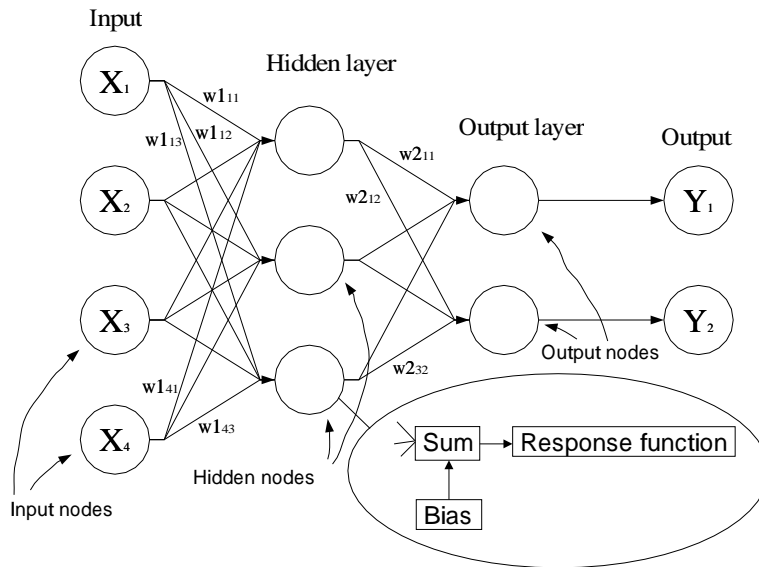 Input
Hidden layer
Output layer
Output
X1
X2
X3
X4
w111
w112
w113
w141
w143
w211
w212
w232
Y1
Y2
Input nodes
Hidden nodes
Output nodes
Sum
Response function
Bias